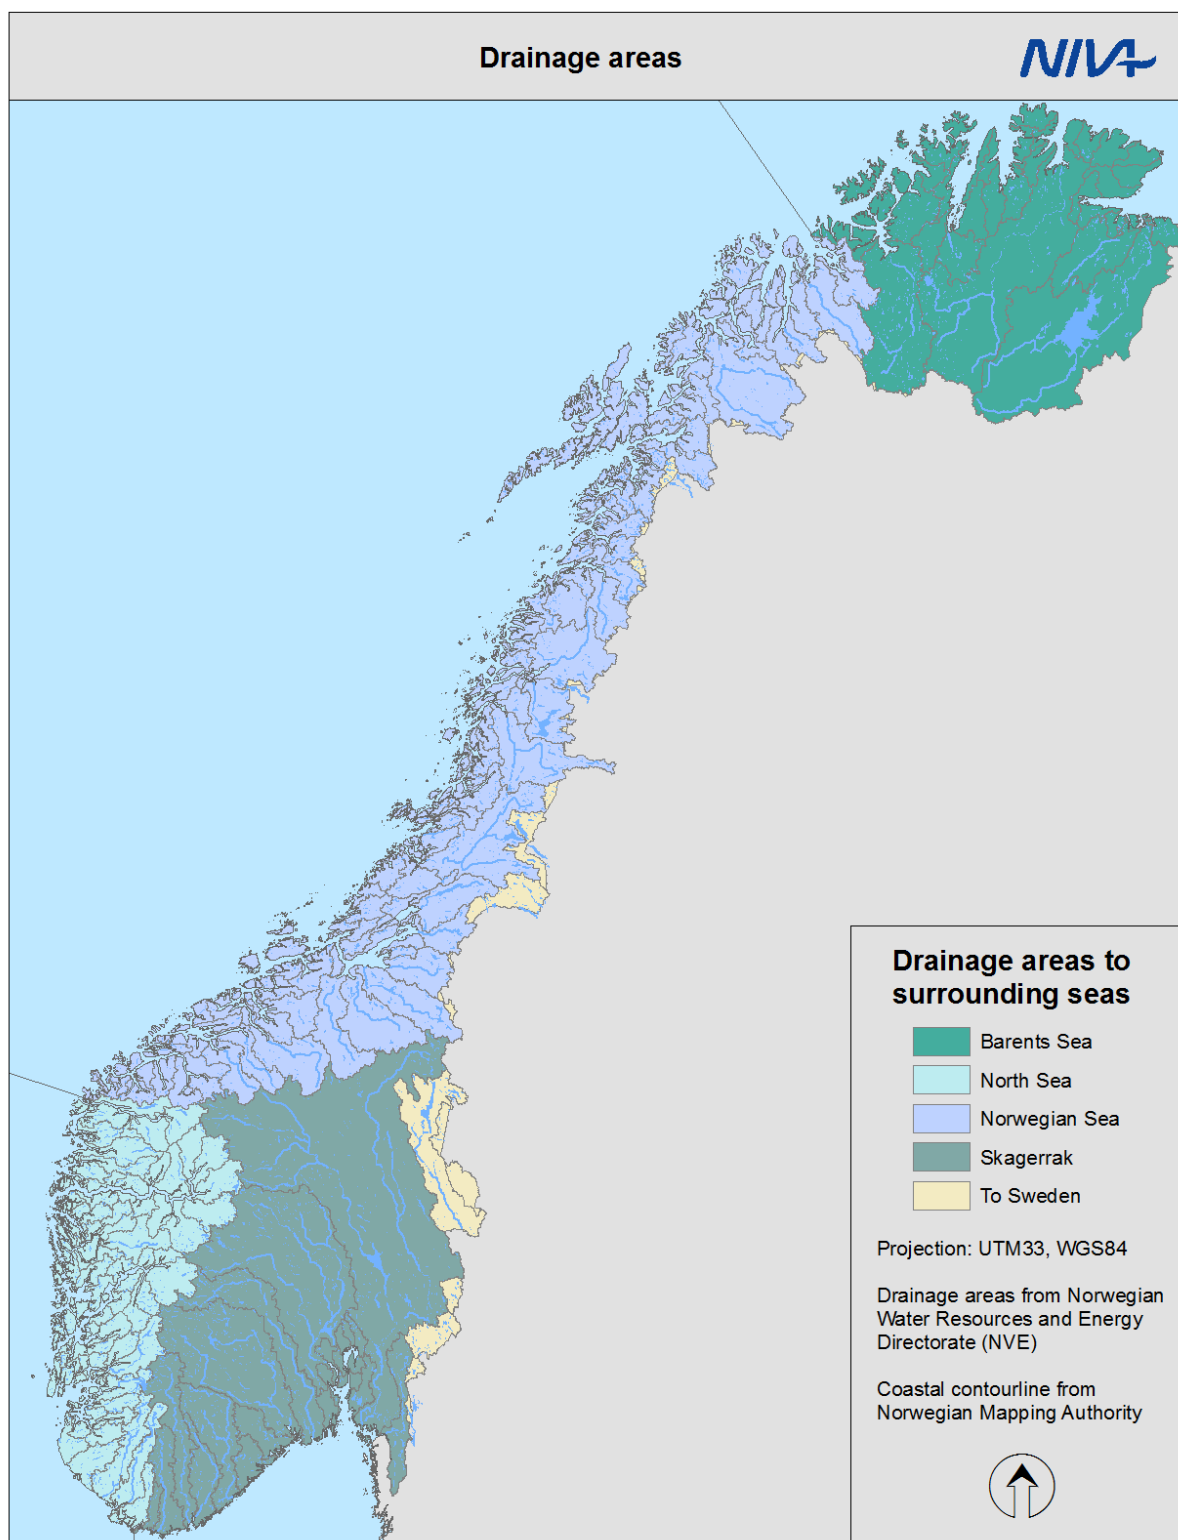 Drainage areas
NIVA
Drainage areas to
surrounding seas
Barents Sea
North Sea
Norwegian Sea
Skagerrak
To Sweden
Projection: UTM33, WGS84
Drainage areas from Norwegian
Water Resources and Energy
Directorate (NVE)
Coastal contourline from
Norwegian Mapping Authority